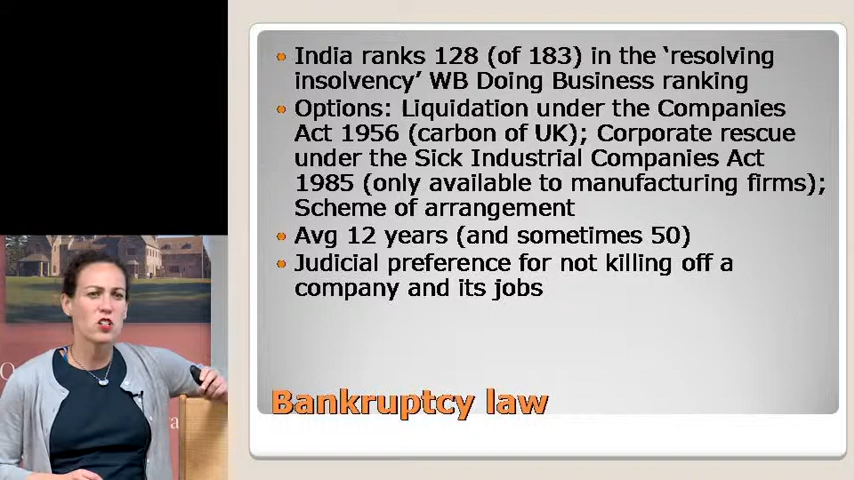 India ranks 128 (of 183) in the ‘resolving
insolvency’ WB Doing Business ranking
Options: Liquidation under the Companies
Act 1956 (carbon of UK); Corporate rescue
under the Sick Industrial Companies Act
1985 (only available to manufacturing firms);
Scheme of arrangement
Avg 12 years (and sometimes 50)
Judicial preference for not killing off a
company and its jobs
Bankruptcy law